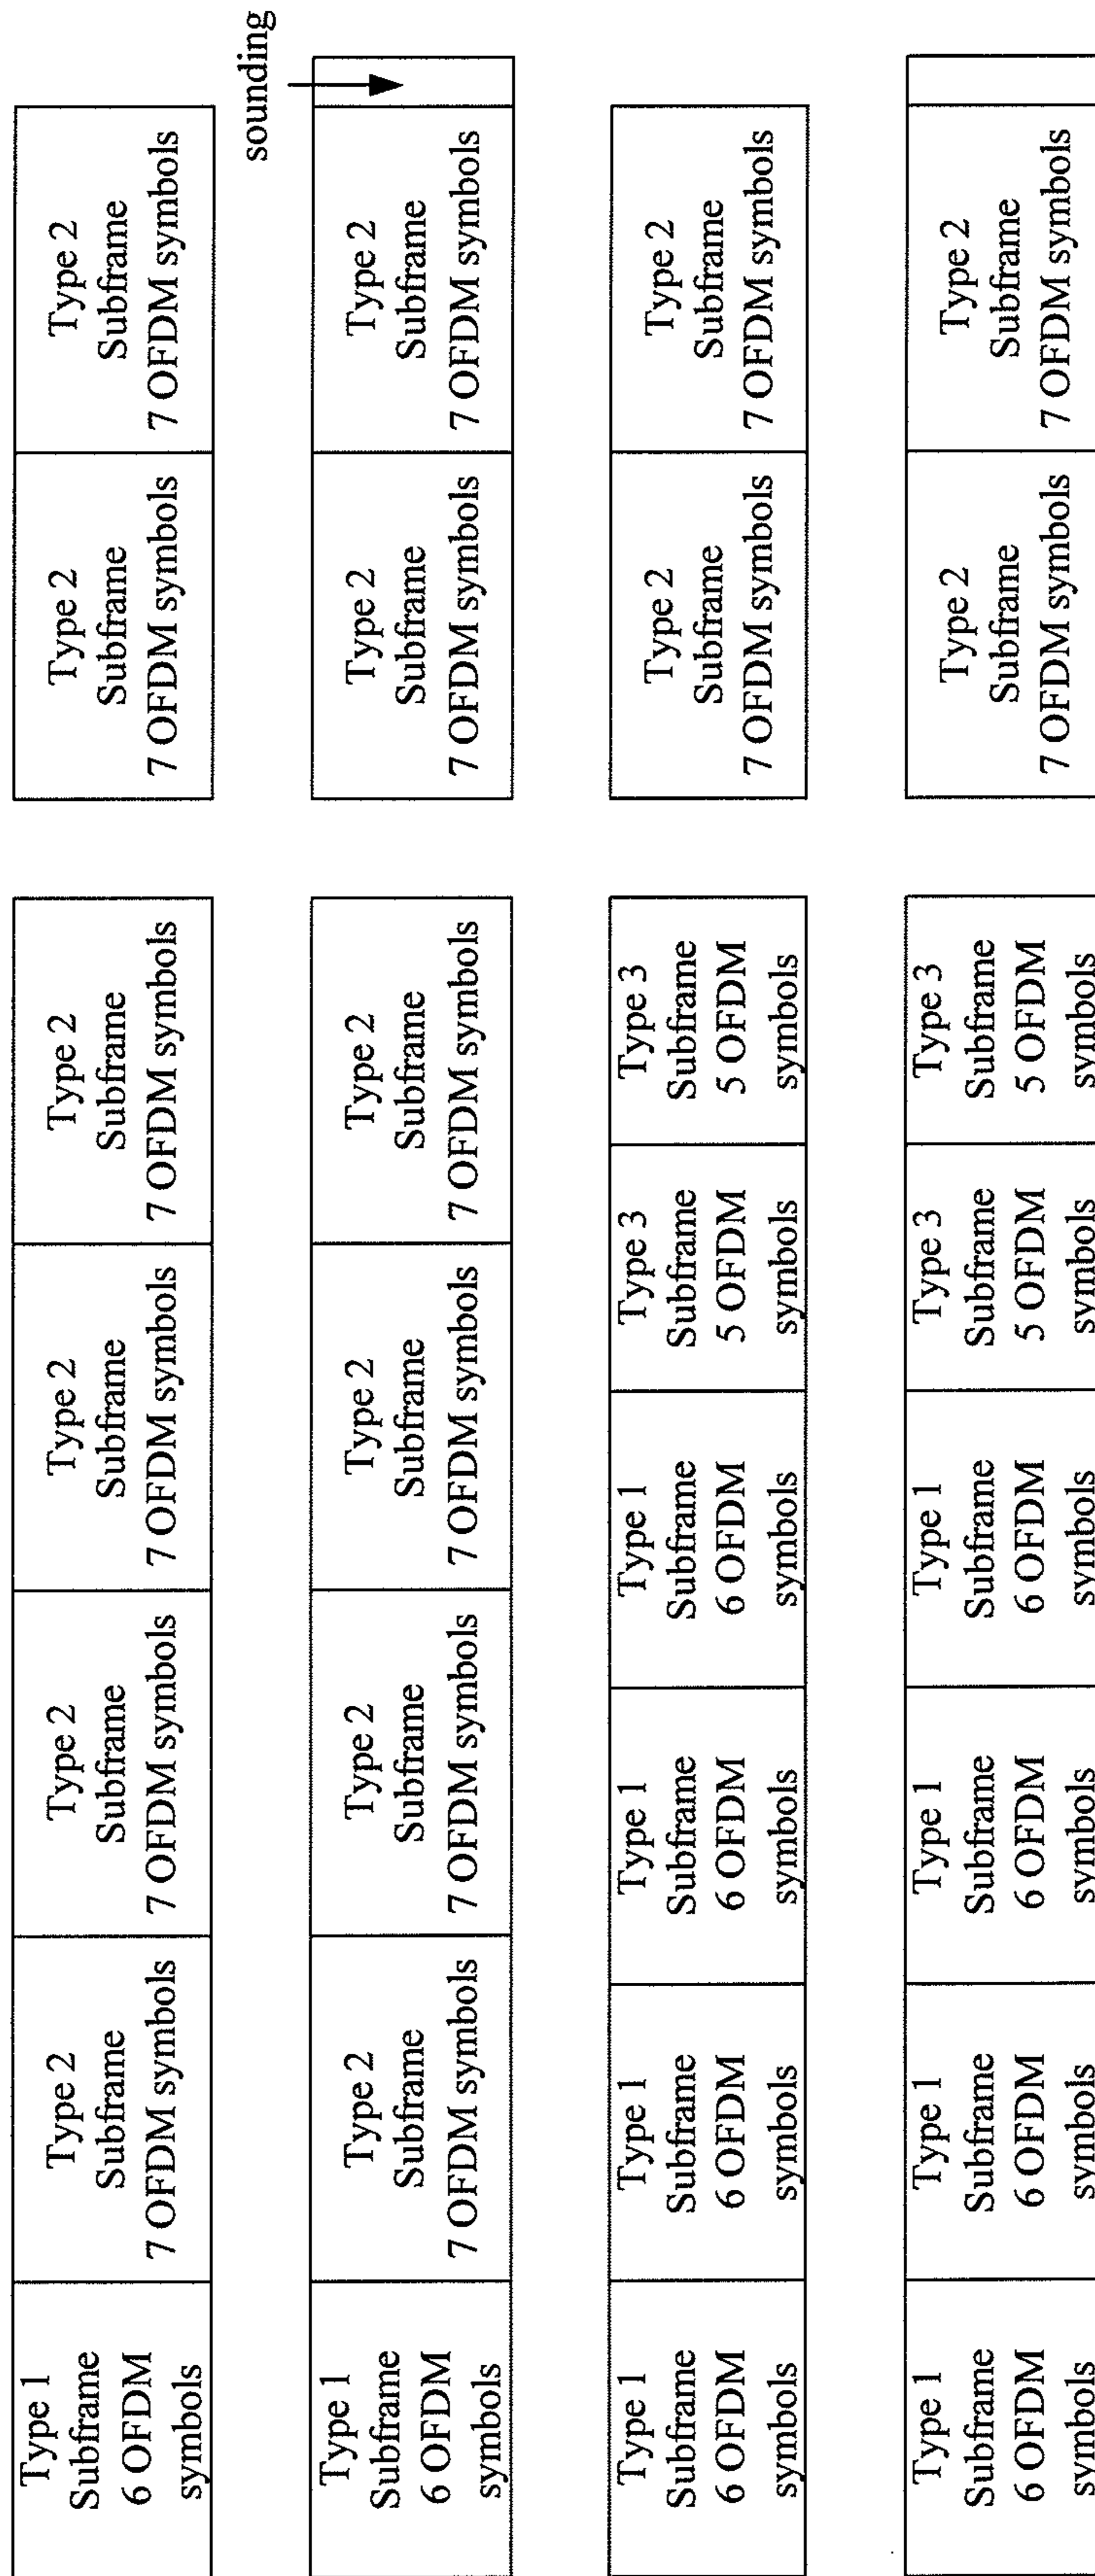 Type 1
Subframe
6 OFDM
symbols
Type 2
Subframe
7 OFDM symbols
Type 2
Subframe
7 OFDM symbols
Type 2
Subframe
7 OFDM symbols
Type 2
Subframe
7 OFDM symbols
Type 2
Subframe
7 OFDM symbols
Type 2
Subframe
7 OFDM symbols
sounding
Type 1
Subframe
6 OFDM
symbols
Type 2
Subframe
7 OFDM symbols
Type 2
Subframe
7 OFDM symbols
Type 2
Subframe
7 OFDM symbols
Type 2
Subframe
7 OFDM symbols
Type 2
Subframe
7 OFDM symbols
Type 2
Subframe
7 OFDM symbols
Type 1
Subframe
6 OFDM
symbols
Type 1
Subframe
6 OFDM
symbols
Type 1
Subframe
6 OFDM
symbols
Type 1
Subframe
6 OFDM
symbols
Type 3
Subframe
5 OFDM
symbols
Type 3
Subframe
5 OFDM
symbols
Type 2
Subframe
7 OFDM symbols
Type 2
Subframe
7 OFDM symbols
Type 1
Subframe
6 OFDM
symbols
Type 1
Subframe
6 OFDM
symbols
Type 1
Subframe
6 OFDM
symbols
Type 1
Subframe
6 OFDM
symbols
Type 3
Subframe
5 OFDM
symbols
Type 3
Subframe
5 OFDM
symbols
Type 2
Subframe
7 OFDM symbols
Type 2
Subframe
7 OFDM symbols